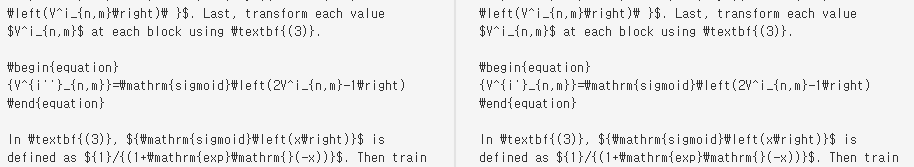 ₩left(V^i_{n,m}₩right)₩ }$. Last, transform each value
$V^i_{n,m}$ at each block using ₩textbf{(3)}.
₩begin{equation}
{V^{i''}_{n,m}}=₩mathrm{sigmoid}₩left(2V^i_{n,m}-1₩right)
₩end{equation}
In ₩textbf{(3)}, ${₩mathrm{sigmoid}₩left(x₩right)}$ is
defined as ${1}/{(1+₩mathrm{exp}₩mathrm{}(-x))}$. Then train
₩left(V^i_{n,m}₩right)₩ }$. Last, transform each value
$V^i_{n,m}$ at each block using ₩textbf{(3)}.
₩begin{equation}
{V^{i'}_{n,m}}=₩mathrm{sigmoid}₩left(2V^i_{n,m}-1₩right)
₩end{equation}
In ₩textbf{(3)}, ${₩mathrm{sigmoid}₩left(x₩right)}$ is
defined as ${1}/{(1+₩mathrm{exp}₩mathrm{}(-x))}$. Then train